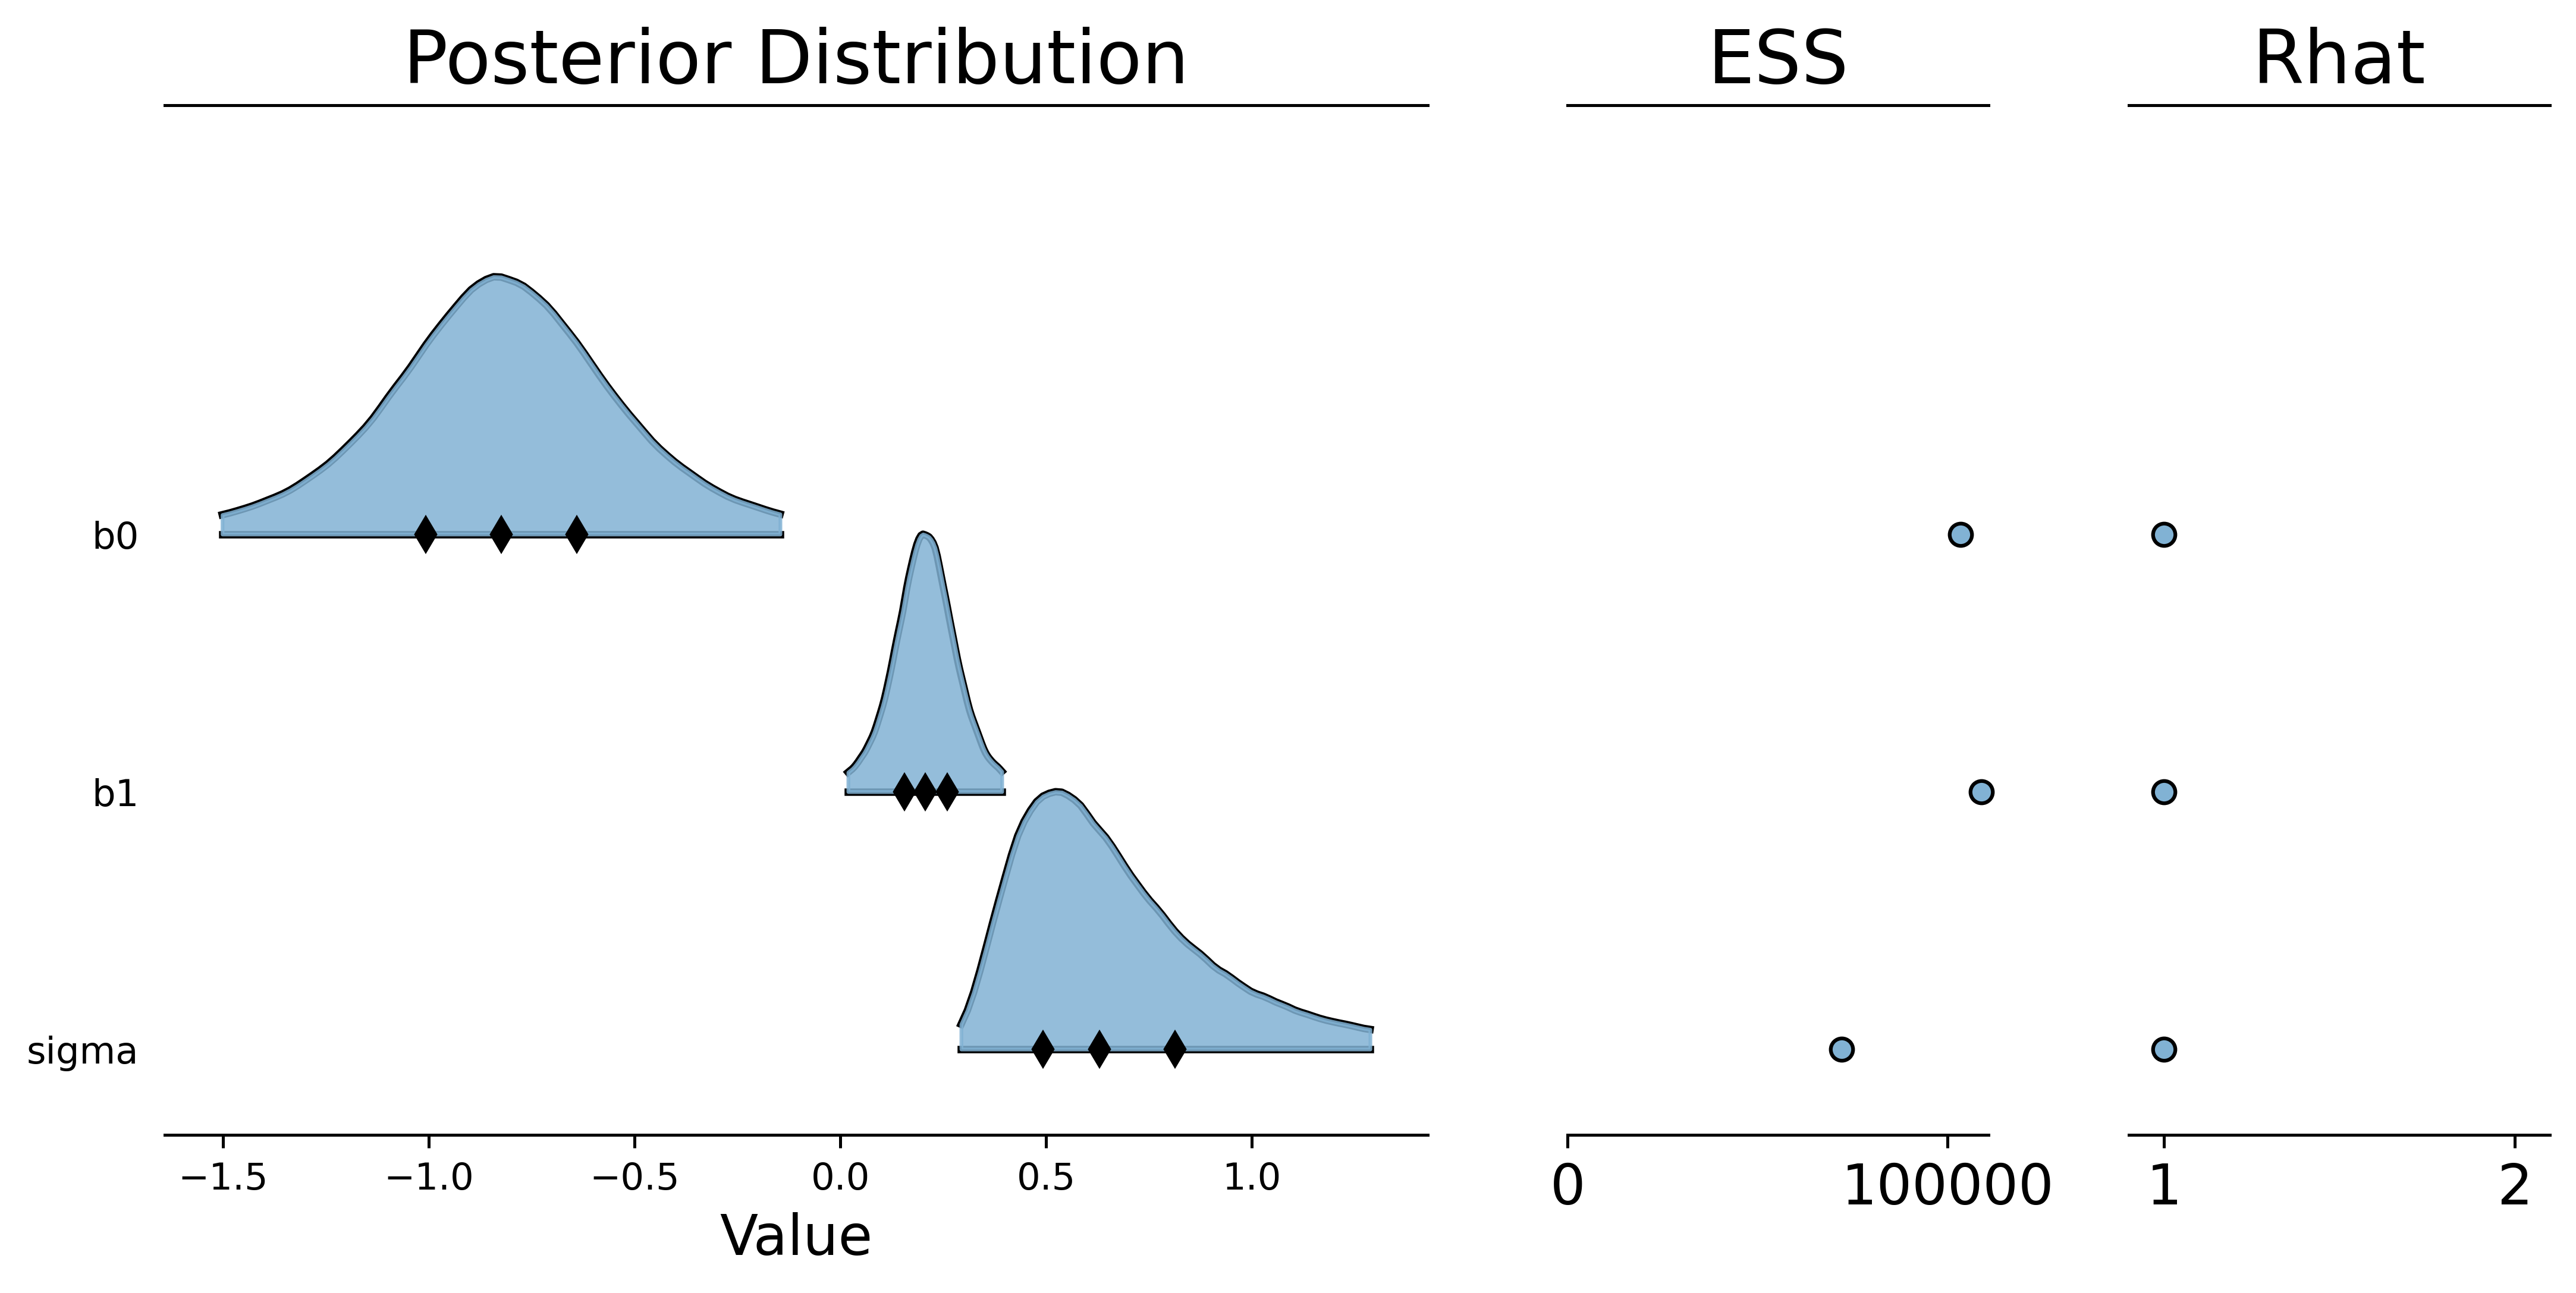 Posterior Distribution ESS Rhat
b0
b1
sigma
−1.5 −1.0 −0.5 0.0 0.5 1.0 0 100000 1 2
Value